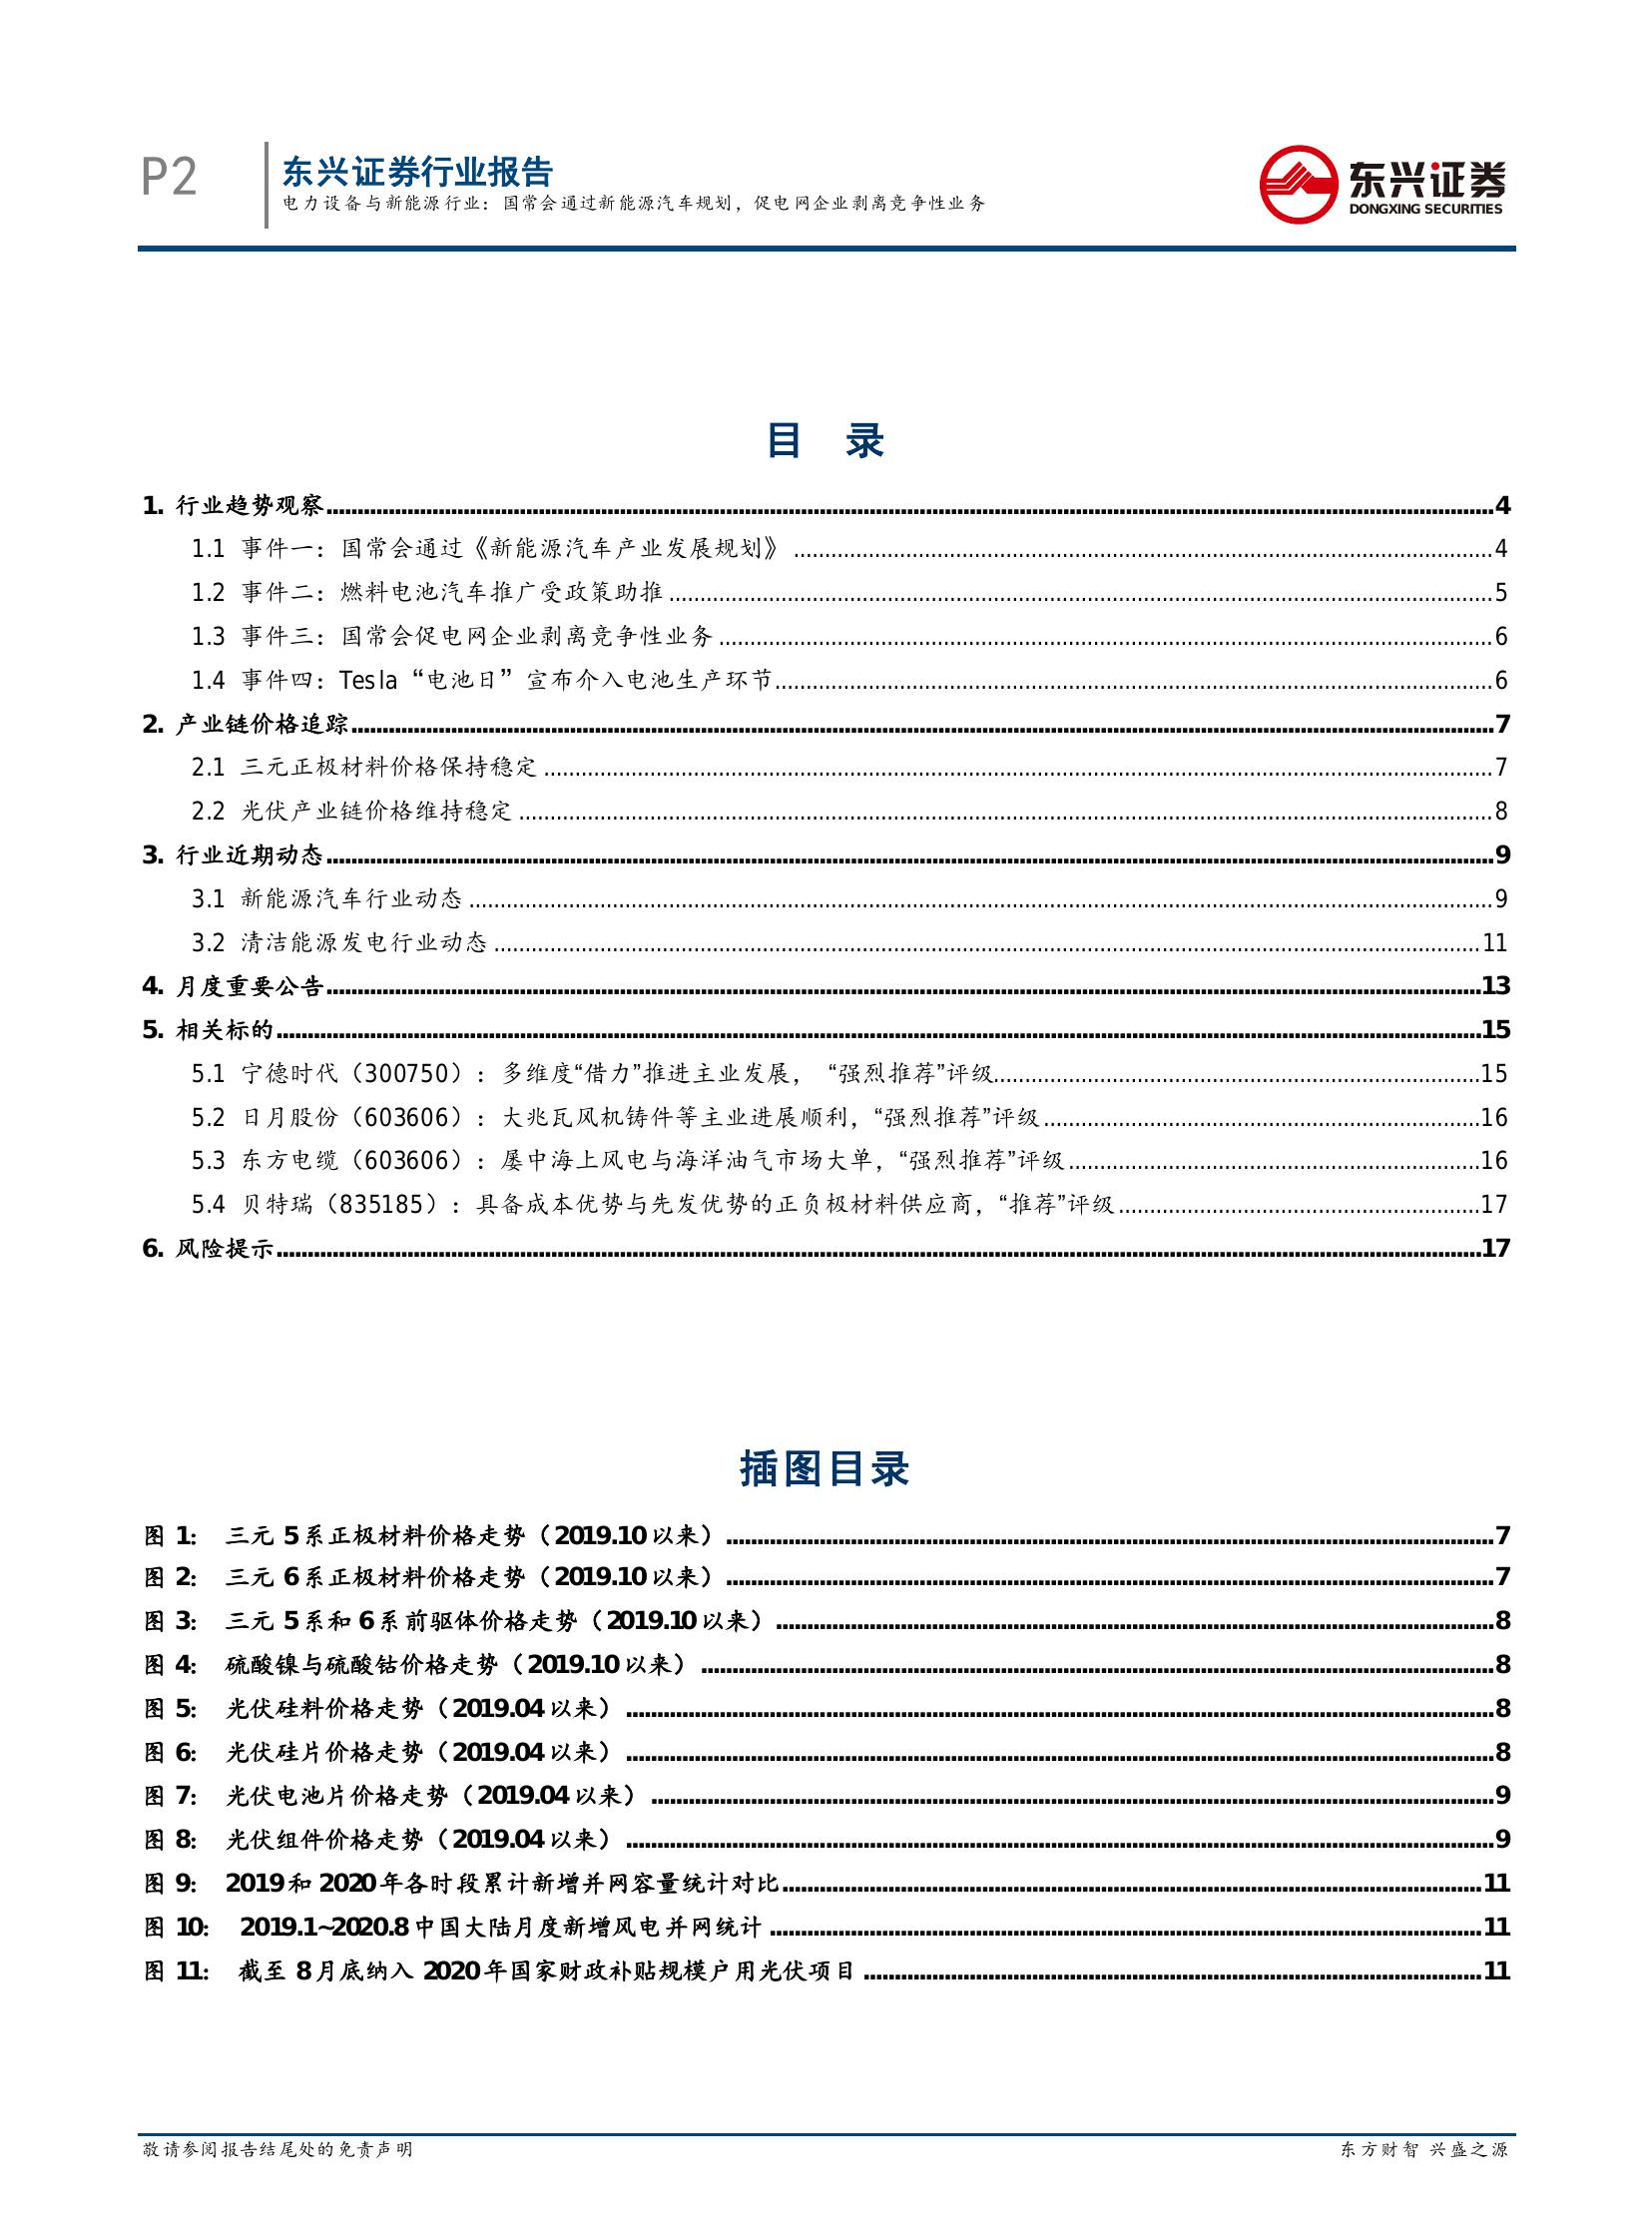 P2
东兴证券行业报告
电力设备与新能源行业：国常会通过新能源汽车规划，促电网企业剥离竞争性业务
东兴证券
DONGXING SECURITIES
目 录
1. 行业趋势观察 4
1.1 事件一：国常会通过《新能源汽车产业发展规划》 4
1.2 事件二：燃料电池汽车推广受政策助推 5
1.3 事件三：国常会促电网企业剥离竞争性业务 6
1.4 事件四：Tesla“电池日”宣布介入电池生产环节 6
2. 产业链价格追踪 7
2.1 三元正极材料价格保持稳定 7
2.2 光伏产业链价格维持稳定 8
3. 行业近期动态 9
3.1 新能源汽车行业动态 9
3.2 清洁能源发电行业动态 11
4. 月度重要公告 13
5. 相关标的 15
5.1 宁德时代（300750）：多维度“借力”推进主业发展， “强烈推荐”评级 15
5.2 日月股份（603606）：大兆瓦风机铸件等主业进展顺利，“强烈推荐”评级 16
5.3 东方电缆（603606）：屡中海上风电与海洋油气市场大单，“强烈推荐”评级 16
5.4 贝特瑞（835185）：具备成本优势与先发优势的正负极材料供应商，“推荐”评级 17
6. 风险提示 17
插图目录
图 1: 三元 5 系正极材料价格走势（2019.10 以来） 7
图 2: 三元 6 系正极材料价格走势（2019.10 以来） 7
图 3: 三元 5 系和 6 系前驱体价格走势（2019.10 以来） 8
图 4: 硫酸镍与硫酸钴价格走势（2019.10 以来） 8
图 5: 光伏硅料价格走势（2019.04 以来） 8
图 6: 光伏硅片价格走势（2019.04 以来） 8
图 7: 光伏电池片价格走势（2019.04 以来） 9
图 8: 光伏组件价格走势（2019.04 以来） 9
图 9: 2019 和 2020 年各时段累计新增并网容量统计对比 11
图 10: 2019.1~2020.8 中国大陆月度新增风电并网统计 11
图 11: 截至 8 月底纳入 2020 年国家财政补贴规模户用光伏项目 11
敬请参阅报告结尾处的免责声明
东方财智 兴盛之源